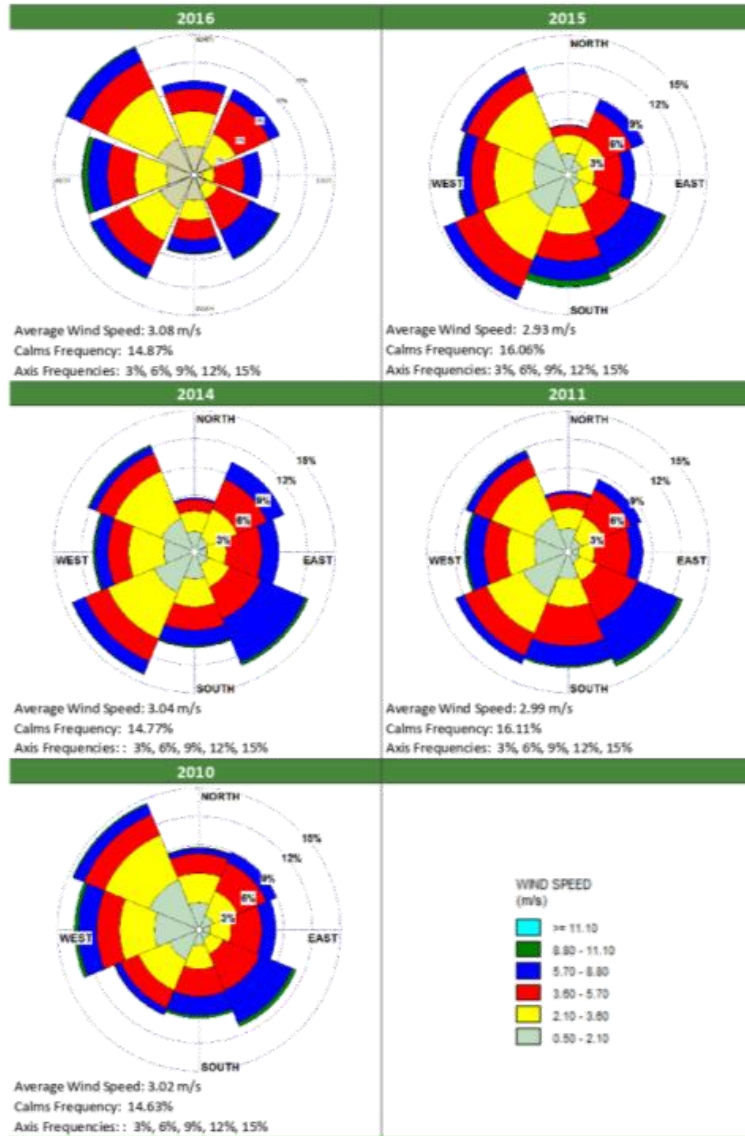 2016
2015
NORTH
NORTH
15%
12%
9%
6%
3%
WEST
EAST
SOUTH
SOUTH
Average Wind Speed: 3.08 m/s
Calms Frequency: 14.87%
Axis Frequencies: 3%, 6%, 9%, 12%, 15%
Average Wind Speed: 2.93 m/s
Calms Frequency: 16.06%
Axis Frequencies: 3%, 6%, 9%, 12%, 15%
2014
2011
NORTH
15%
12%
9%
6%
3%
WEST
EAST
SOUTH
NORTH
15%
12%
9%
6%
3%
WEST
EAST
SOUTH
Average Wind Speed: 3.04 m/s
Calms Frequency: 14.77%
Axis Frequencies: : 3%, 6%, 9%, 12%, 15%
Average Wind Speed: 2.99 m/s
Calms Frequency: 16.11%
Axis Frequencies: 3%, 6%, 9%, 12%, 15%
2010
NORTH
15%
12%
9%
6%
3%
WEST
EAST
SOUTH
WIND SPEED
(m/s)
>= 11.10
8.80 - 11.10
5.70 - 8.80
3.60 - 5.70
2.10 - 3.60
0.50 - 2.10
Average Wind Speed: 3.02 m/s
Calms Frequency: 14.63%
Axis Frequencies: : 3%, 6%, 9%, 12%, 15%